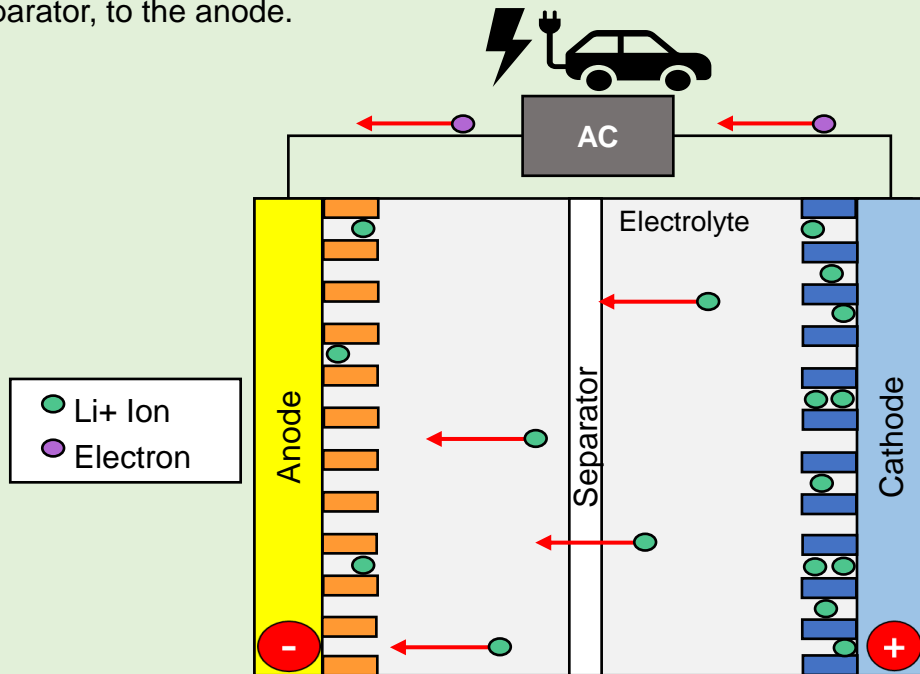 parator, to the anode.
AC
Electrolyte
Separator
Anode
Cathode
Li+ Ion
Electron
-
+